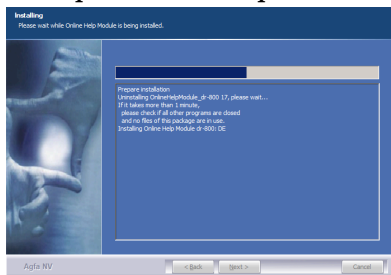 Installing
Please wait while Online Help Module is being installed.
Prepare installation
Uninstalling OnlineHelpModule_dr-800 17, please wait...
If it takes more than 1 minute,
please check if all other programs are closed
and no files of this package are in use.
Installing Online Help Module dr-800: DE
Agfa NV
< Back
Next >
Cancel